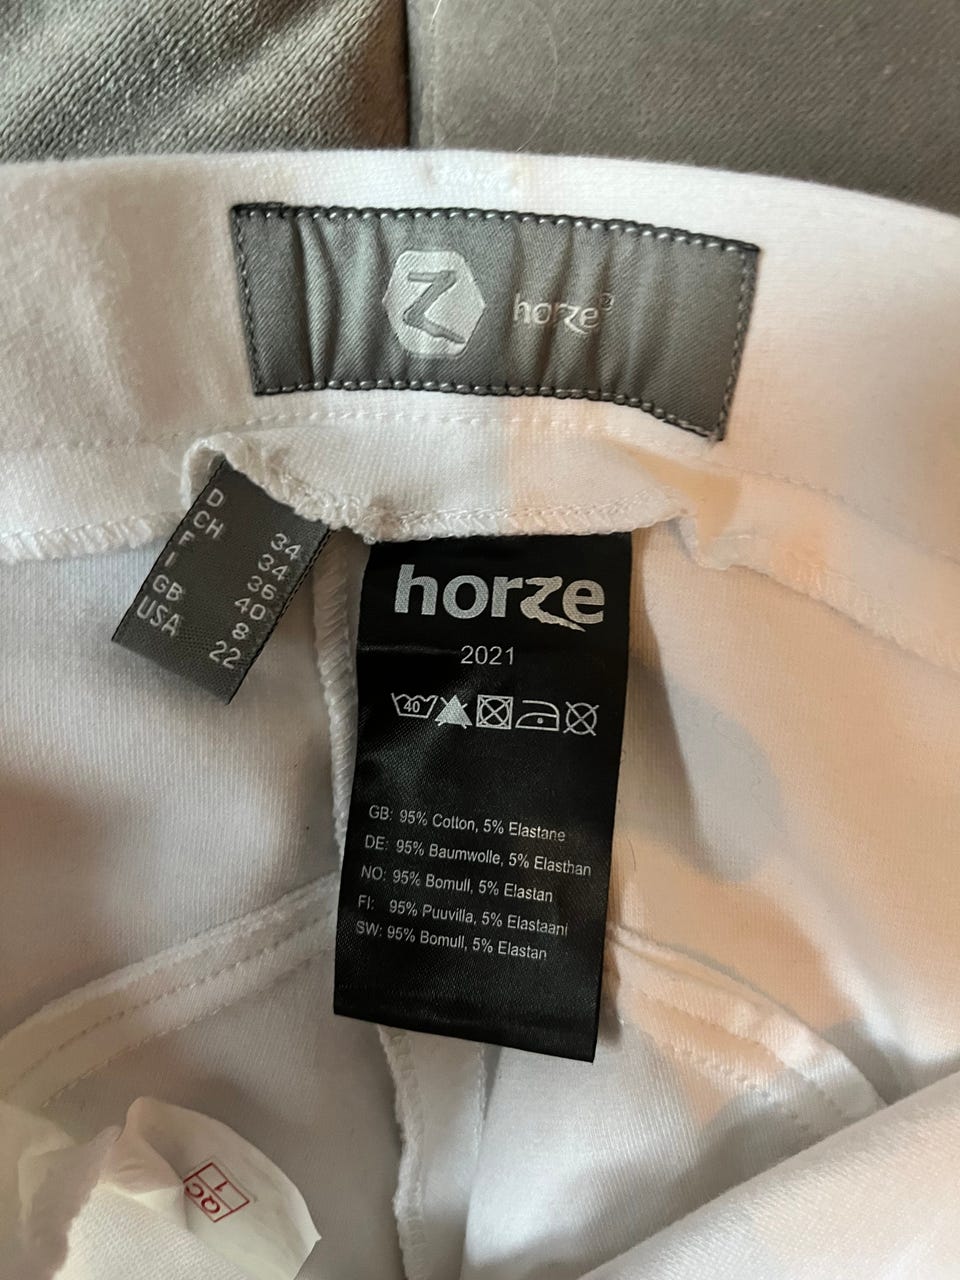 Z horze®
D 34
CH 34
F 36
I 40
GB 8
USA 22
horze
2021
40
GB: 95% Cotton, 5% Elastane
DE: 95% Baumwolle, 5% Elasthan
NO: 95% Bomull, 5% Elastan
FI: 95% Puuvilla, 5% Elastaani
SW: 95% Bomull, 5% Elastan
QC
1